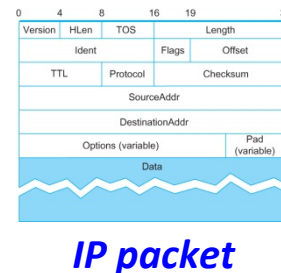 0 4 8 16 19 3
Version HLen TOS Length
Ident Flags Offset
TTL Protocol Checksum
SourceAddr
DestinationAddr
Options (variable) Pad (variable)
Data
IP packet